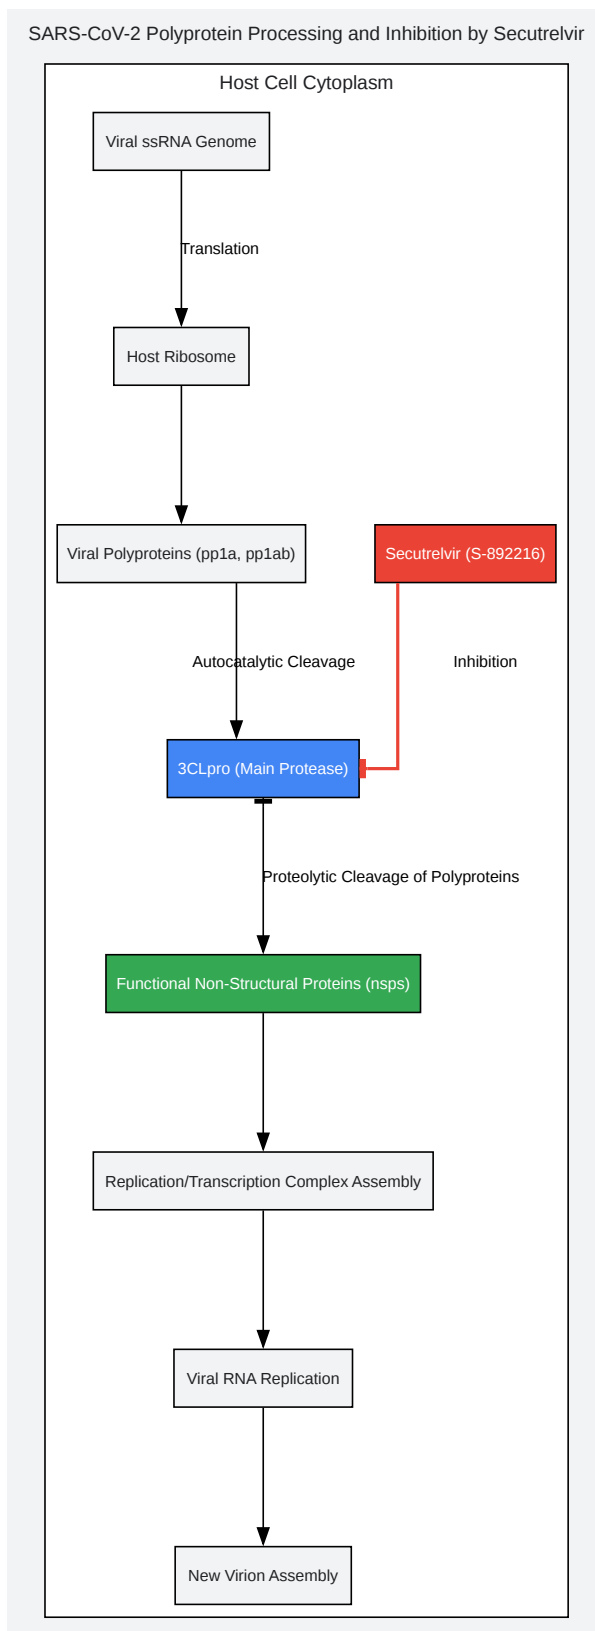 SARS-CoV-2 Polyprotein Processing and Inhibition by Secutrelvir
Host Cell Cytoplasm
Viral ssRNA Genome
Translation
Host Ribosome
Viral Polyproteins (pp1a, pp1ab)
Secutrelvir (S-892216)
Autocatalytic Cleavage
Inhibition
3CLpro (Main Protease)
Proteolytic Cleavage of Polyproteins
Functional Non-Structural Proteins (nsps)
Replication/Transcription Complex Assembly
Viral RNA Replication
New Virion Assembly